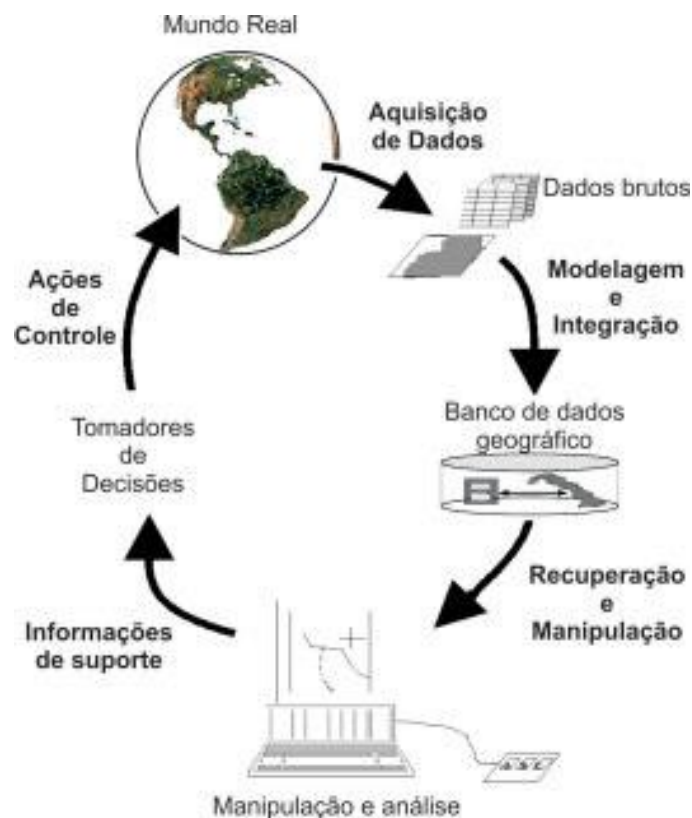 Mundo Real
Aquisição
de Dados
Dados brutos
Modelagem
e
Integração
Banco de dados
geográfico
Recuperação
e
Manipulação
Manipulação e análise
Informações
de suporte
Tomadores
de
Decisões
Ações
de
Controle